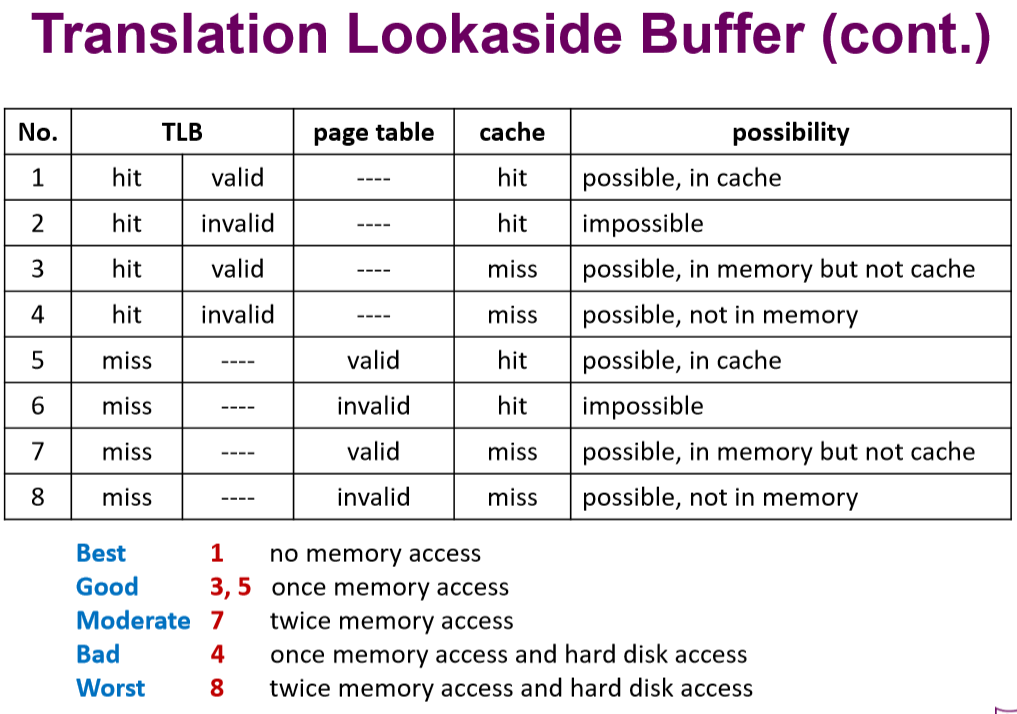 Translation Lookaside Buffer (cont.)
No. TLB page table cache possibility
1 hit valid ---- hit possible, in cache
2 hit invalid ---- hit impossible
3 hit valid ---- miss possible, in memory but not cache
4 hit invalid ---- miss possible, not in memory
5 miss ---- valid hit possible, in cache
6 miss ---- invalid hit impossible
7 miss ---- valid miss possible, in memory but not cache
8 miss ---- invalid miss possible, not in memory
Best 1 no memory access
Good 3, 5 once memory access
Moderate 7 twice memory access
Bad 4 once memory access and hard disk access
Worst 8 twice memory access and hard disk access